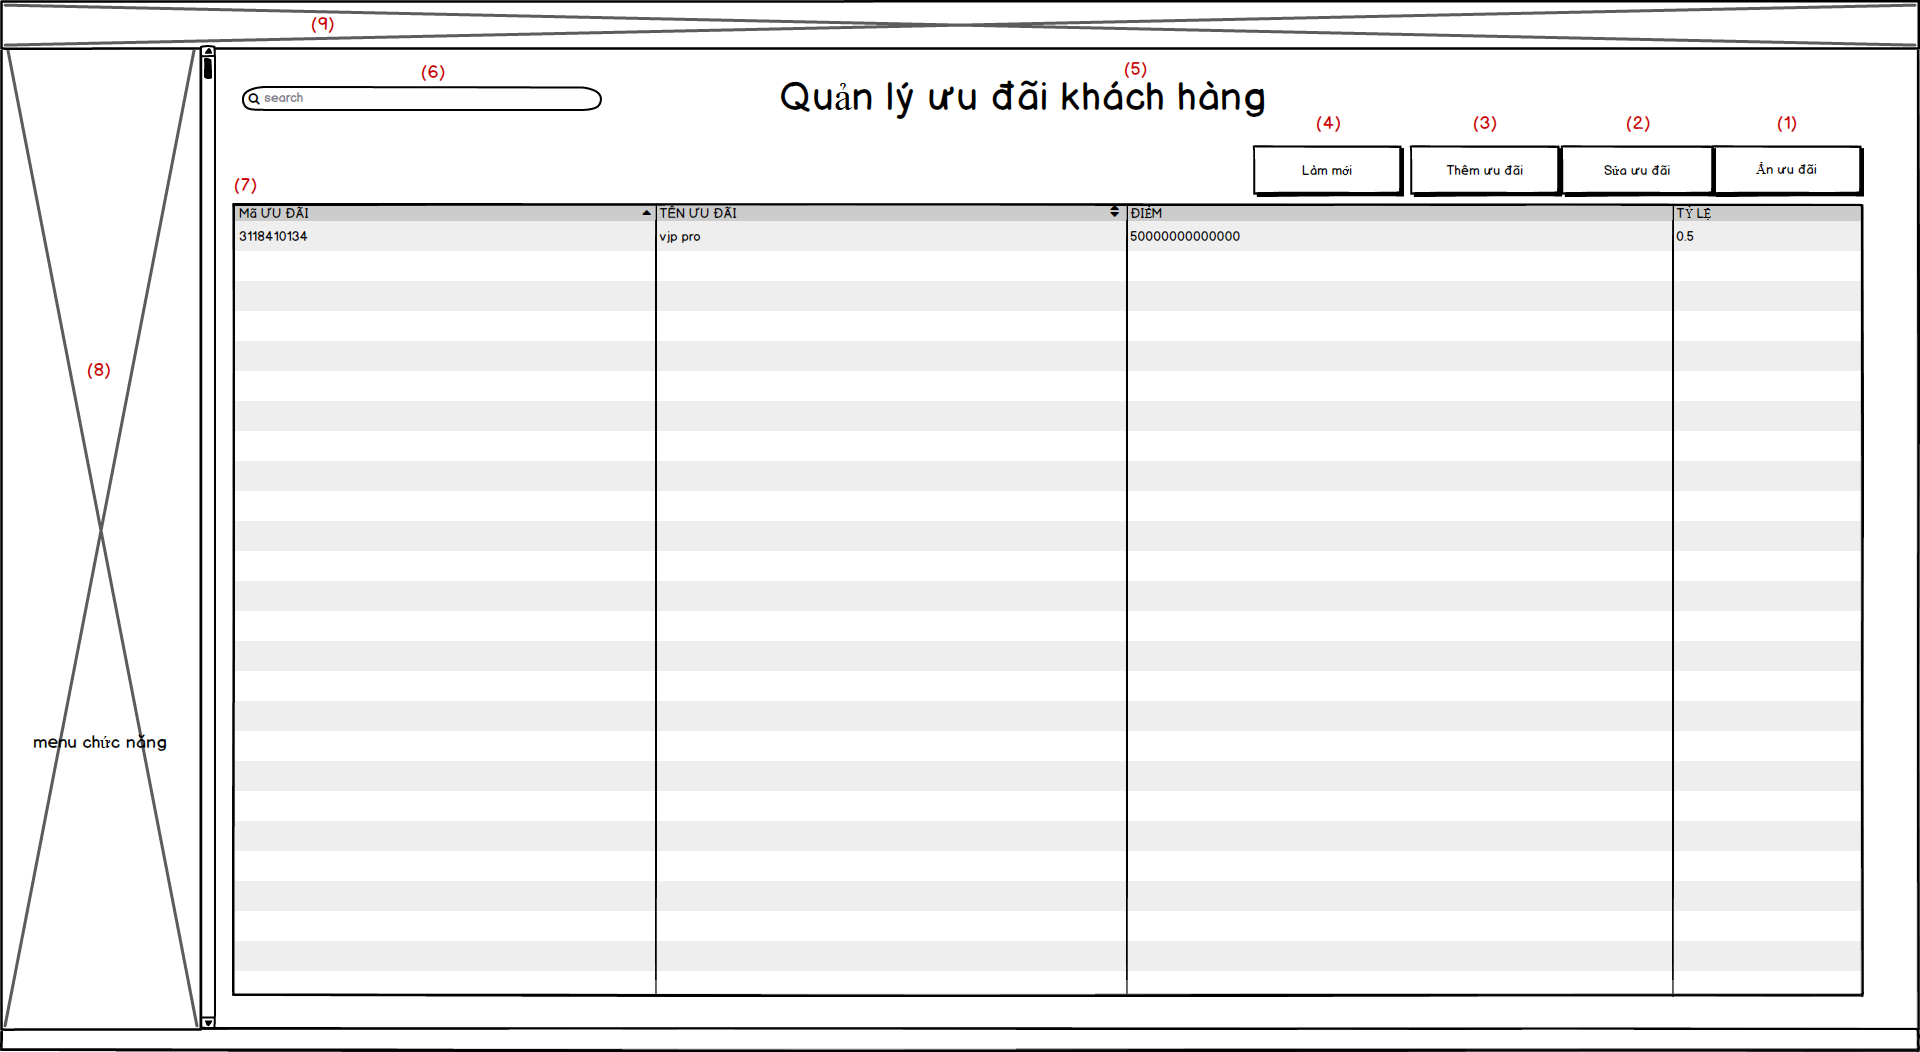 (9)
(6)
(5)
search
Quản lý ưu đãi khách hàng
(4)
(3)
(2)
(1)
Làm mới
Thêm ưu đãi
Sửa ưu đãi
Ẩn ưu đãi
(7)
Mã ƯU ĐÃI
TÊN ƯU ĐÃI
ĐIỂM
TỶ LỆ
3118410134
vjp pro
50000000000000
0.5
(8)
menu chức năng